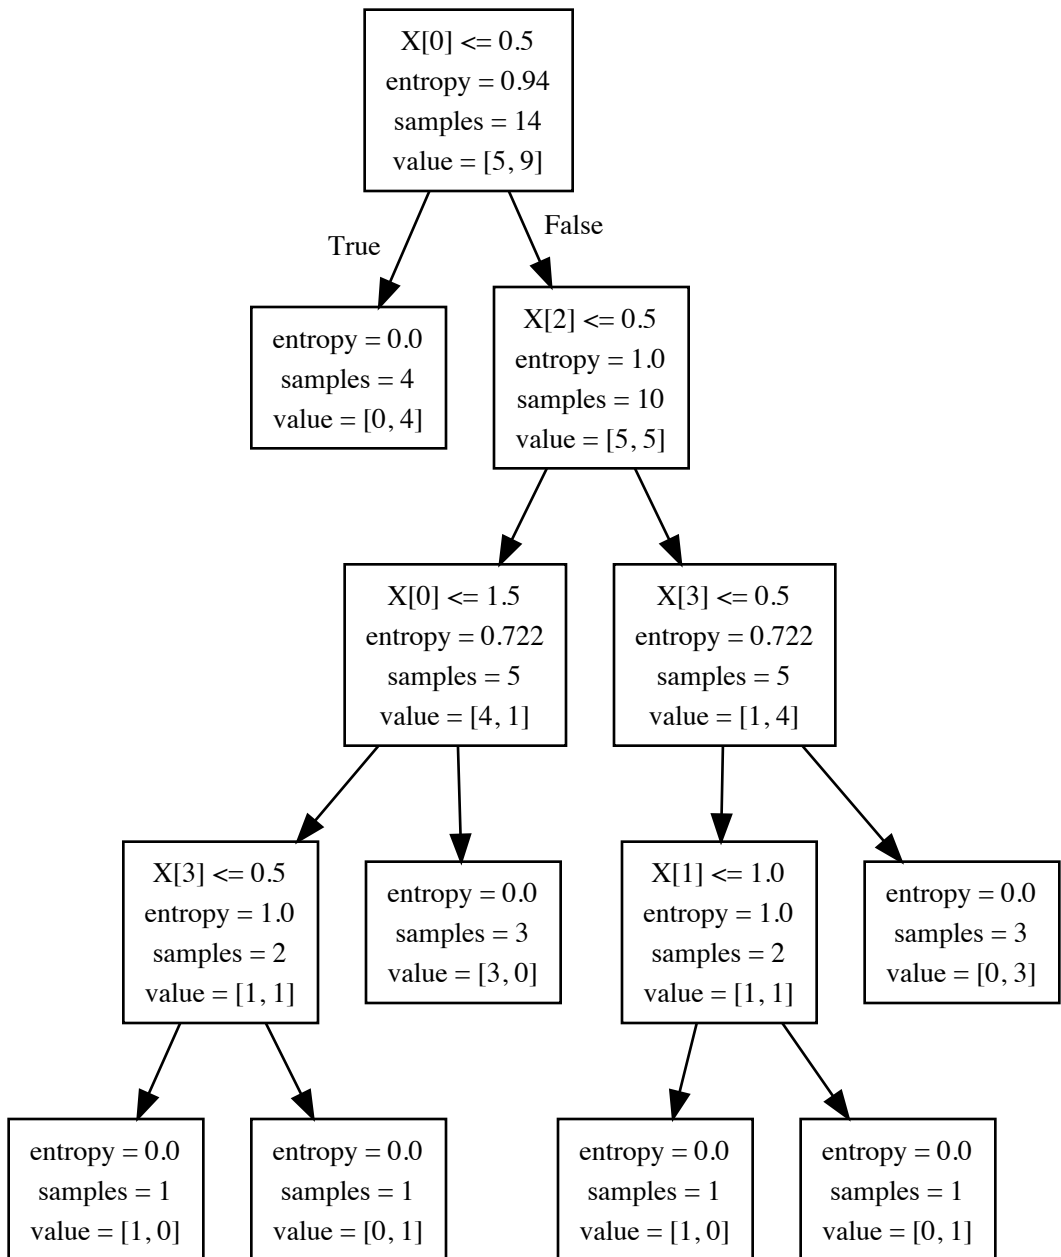 X[0] <= 0.5
entropy = 0.94
samples = 14
value = [5, 9]
True
False
entropy = 0.0
samples = 4
value = [0, 4]
X[2] <= 0.5
entropy = 1.0
samples = 10
value = [5, 5]
X[0] <= 1.5
entropy = 0.722
samples = 5
value = [4, 1]
X[3] <= 0.5
entropy = 0.722
samples = 5
value = [1, 4]
X[3] <= 0.5
entropy = 1.0
samples = 2
value = [1, 1]
entropy = 0.0
samples = 3
value = [3, 0]
X[1] <= 1.0
entropy = 1.0
samples = 2
value = [1, 1]
entropy = 0.0
samples = 3
value = [0, 3]
entropy = 0.0
samples = 1
value = [1, 0]
entropy = 0.0
samples = 1
value = [0, 1]
entropy = 0.0
samples = 1
value = [1, 0]
entropy = 0.0
samples = 1
value = [0, 1]